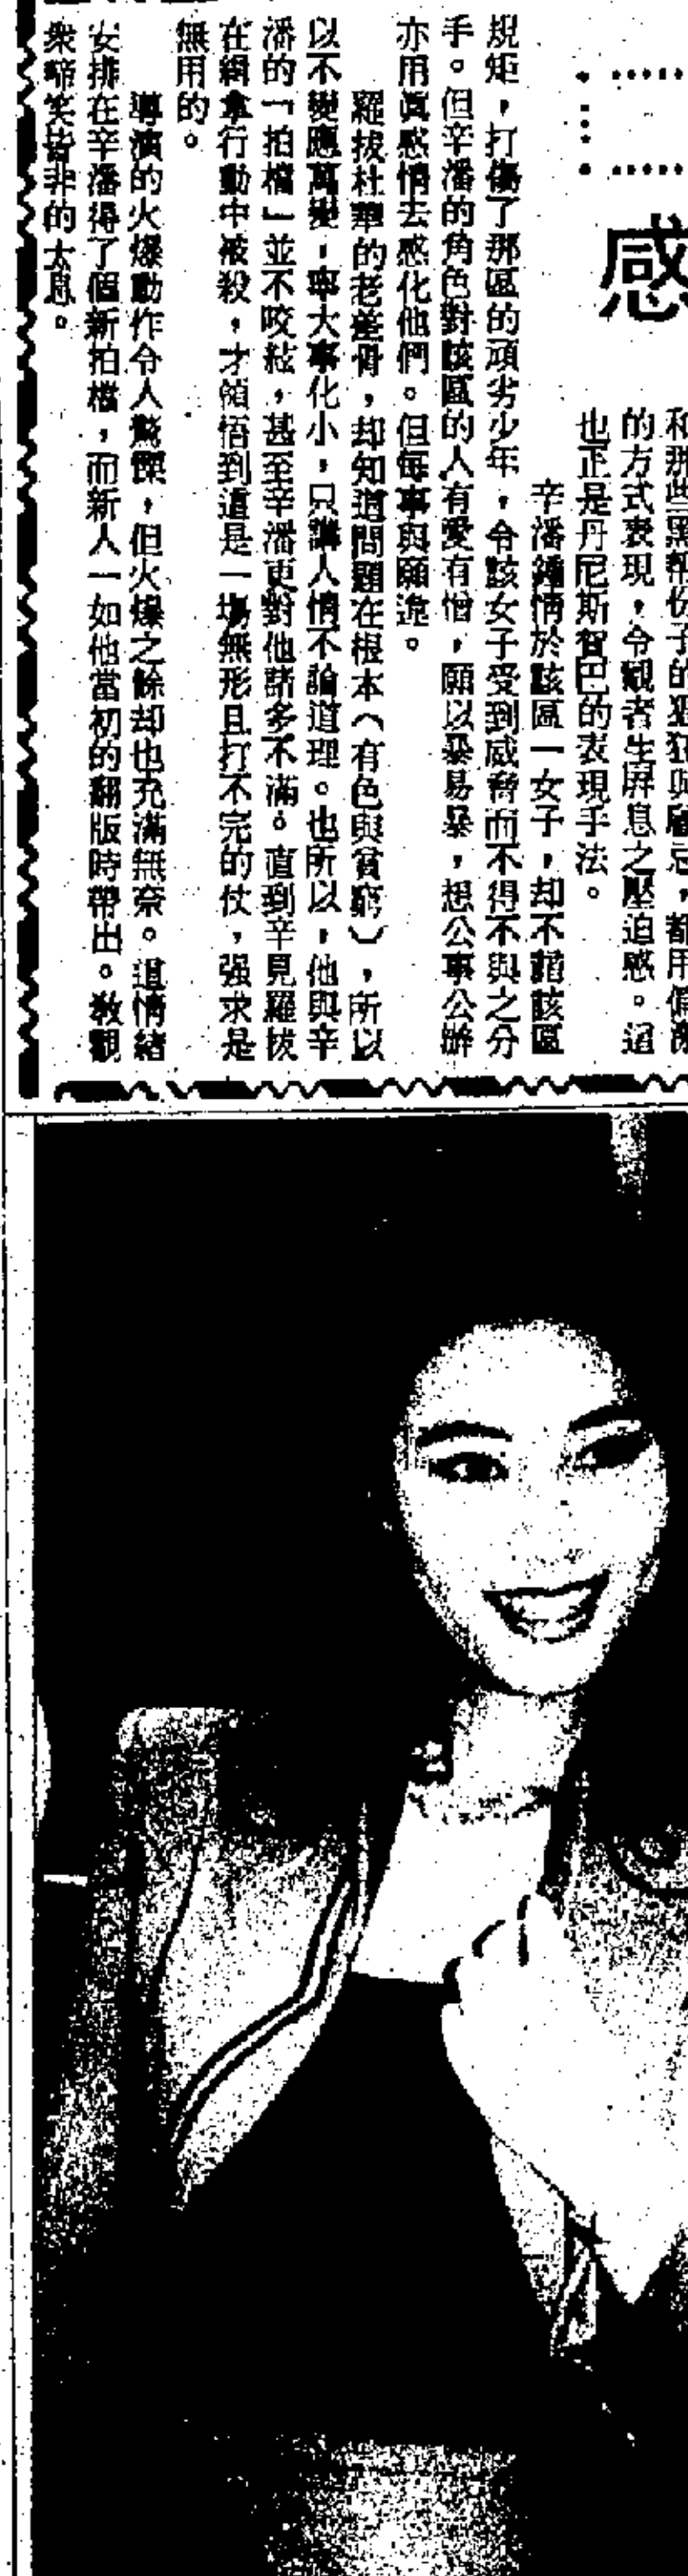 感
和那些黑幫份子的猖狂與
的方式表現，令觀者生屏息之壓迫感。這
也正是丹尼斯智巴的表現手法。
辛潘鍾情於該區一女子，却不諳該區
規矩，打傷了那區的頑劣少年，令該女子受到威脅而不得不與之分
手。但辛潘的角色對該區的人有愛有憎，願以暴易暴，想公事公辦
亦用眞感情去感化他們。但每事與願違。
羅拔杜華的老差骨，却知道問題在根本（有色與貧窮），所以
以不變應萬變，寧大事化小，只講人情不論道理。也所以，他與辛
潘的「拍檔」並不咬絃，甚至辛潘更對他諸多不滿。直到辛見羅拔
在緝拿行動中被殺，才領悟到這是一場無形且打不完的仗，强求是
無用的。
導演的火爆動作令人驚慄，但火爆之餘却也充滿無奈。這情緒
安排在辛潘得了個新拍檔，而新人一如他當初的翻版時帶出。教觀
衆啼笑皆非的太息。